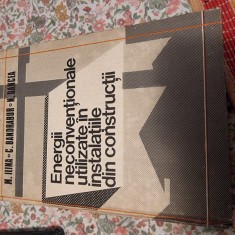 M. ILINA - C. BANDRABUR - N. OANCEA
Energii
neconvenționale
utilizate în
instalațiile
din construcții